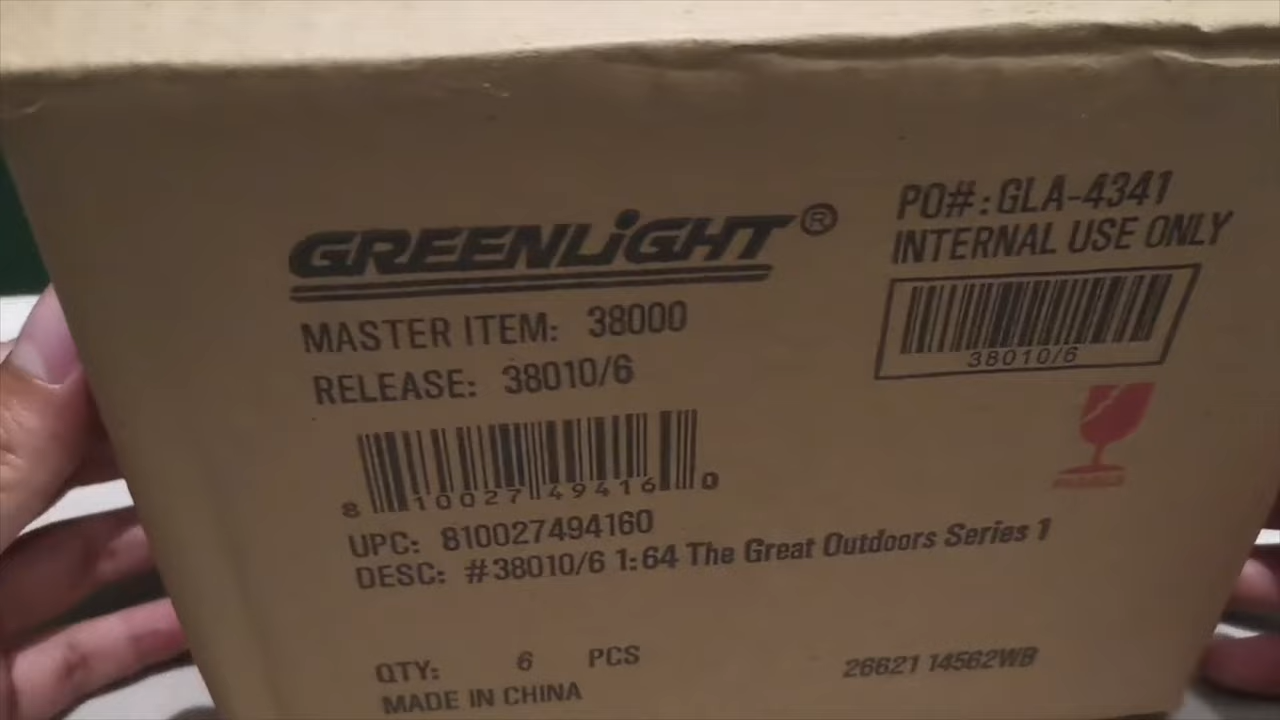 GREENLiGHT®
MASTER ITEM: 38000
RELEASE: 38010/6
8 10027 49416 0
UPC: 810027494160
DESC: #38010/6 1:64 The Great Outdoors Series 1
QTY: 6 PCS
MADE IN CHINA
PO#: GLA-4341
INTERNAL USE ONLY
38010/6
26621 14562WB